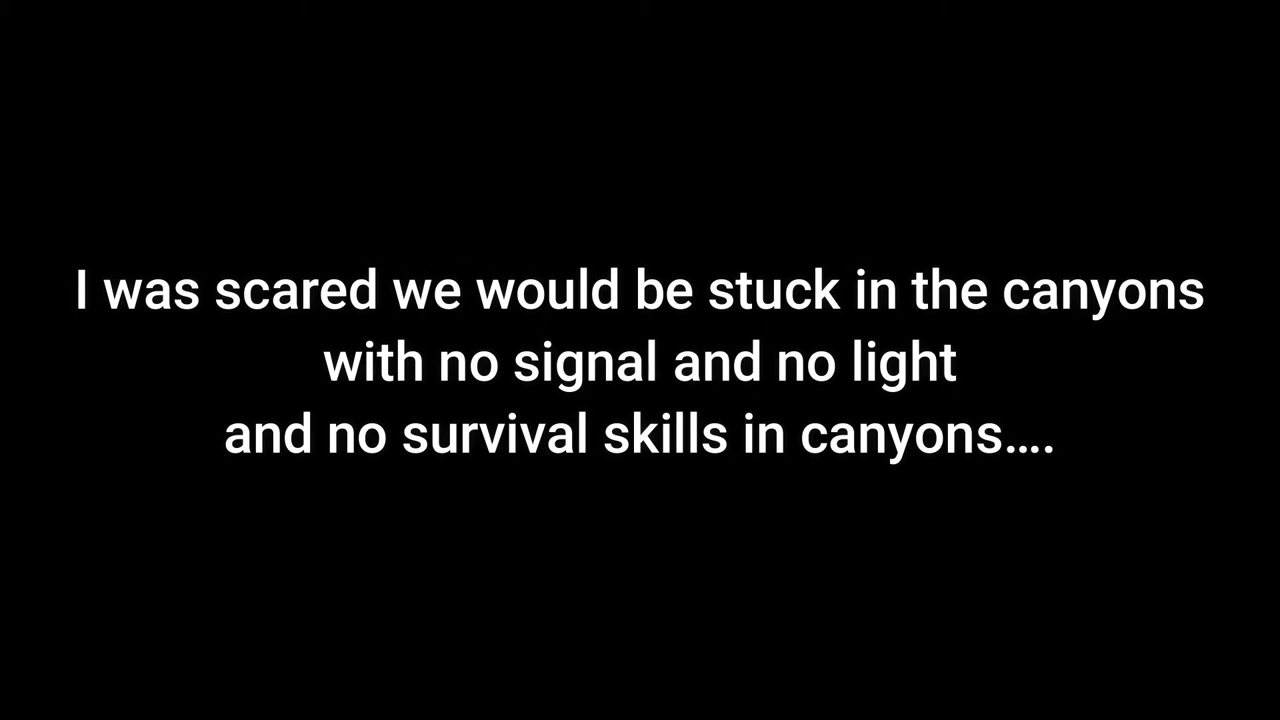 I was scared we would be stuck in the canyons
with no signal and no light
and no survival skills in canyons....